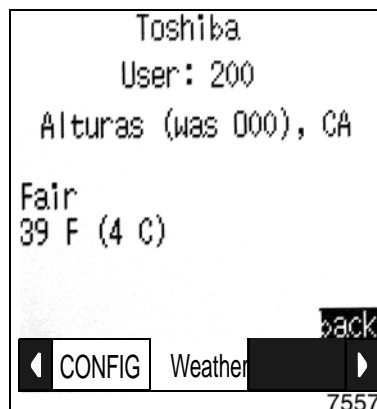 Toshiba
User: 200
Alturas (was 000), CA
Fair
39 F (4 C)
back
CONFIG Weather
7557